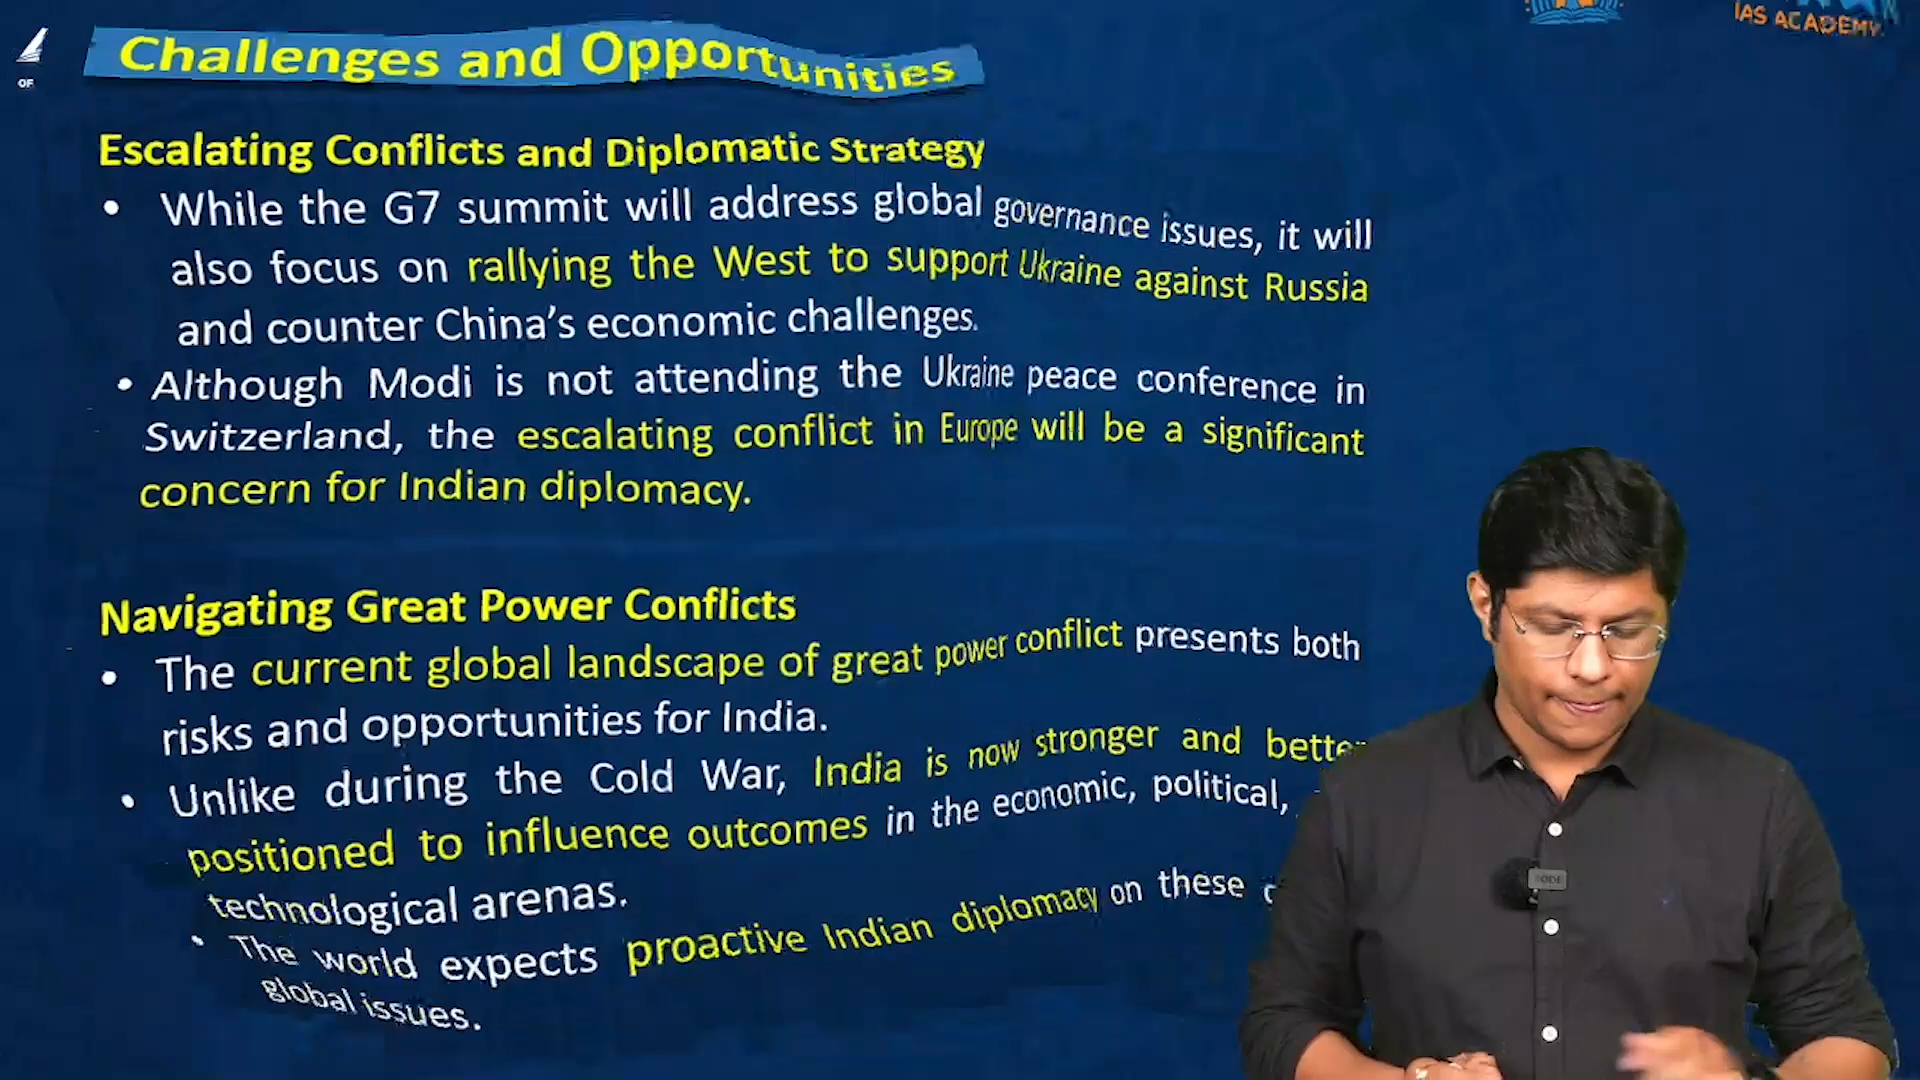 IAS ACADEMY
OF
Challenges and Opportunities
Escalating Conflicts and Diplomatic Strategy
• While the G7 summit will address global governance issues, it will
also focus on rallying the West to support Ukraine against Russia
and counter China's economic challenges.
• Although Modi is not attending the Ukraine peace conference in
Switzerland, the escalating conflict in Europe will be a significant
concern for Indian diplomacy.
Navigating Great Power Conflicts
• The current global landscape of great power conflict presents both
risks and opportunities for India.
• Unlike during the Cold War, India is now stronger and better
positioned to influence outcomes in the economic, political,
technological arenas.
• The world expects proactive Indian diplomacy on these
global issues.
RODE